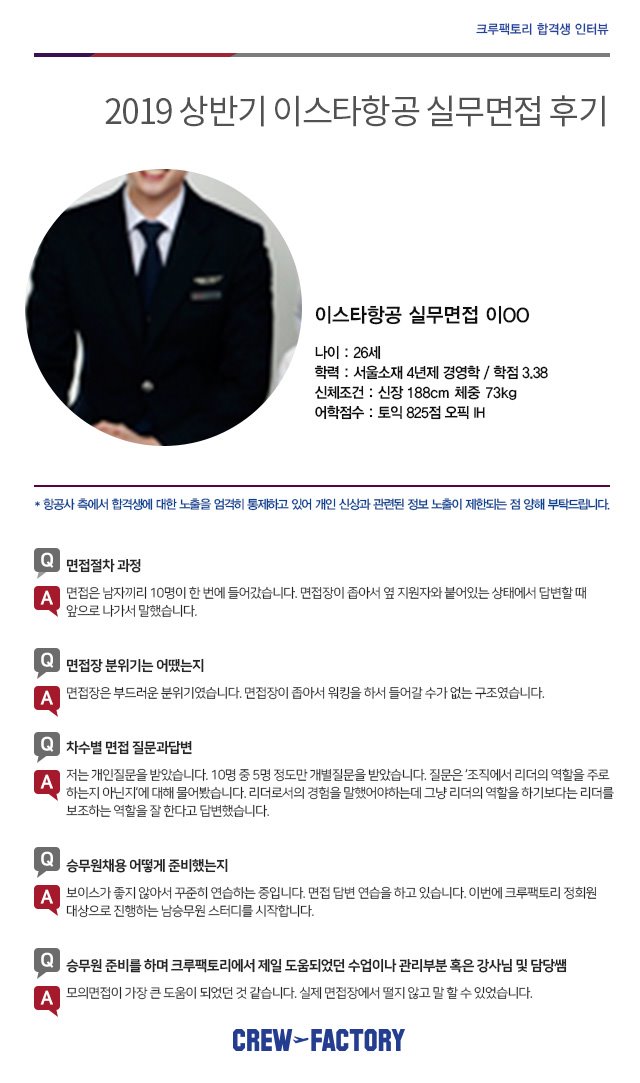 크루팩토리 합격생 인터뷰
2019 상반기 이스타항공 실무면접 후기
이스타항공 실무면접 이OO
나이 : 26세
학력 : 서울소재 4년제 경영학 / 학점 3.38
신체조건 : 신장 188cm 체중 73kg
어학점수 : 토익 825점 오픽 IH
* 항공사 측에서 합격생에 대한 노출을 엄격히 통제하고 있어 개인 신상과 관련된 정보 노출이 제한되는 점 양해 부탁드립니다.
Q 면접절차 과정
A 면접은 남자끼리 10명이 한 번에 들어갔습니다. 면접장이 좁아서 옆 지원자와 붙어있는 상태에서 답변할 때
앞으로 나가서 말했습니다.
Q 면접장 분위기는 어땠는지
A 면접장은 부드러운 분위기였습니다. 면접장이 좁아서 워킹을 하서 들어갈 수가 없는 구조였습니다.
Q 차수별 면접 질문과답변
A 저는 개인질문을 받았습니다. 10명 중 5명 정도만 개별질문을 받았습니다. 질문은 '조직에서 리더의 역할을 주로
하는지 아닌지'에 대해 물어봤습니다. 리더로서의 경험을 말했어야하는데 그냥 리더의 역할을 하기보다는 리더를
보조하는 역할을 잘 한다고 답변했습니다.
Q 승무원채용 어떻게 준비했는지
A 보이스가 좋지 않아서 꾸준히 연습하는 중입니다. 면접 답변 연습을 하고 있습니다. 이번에 크루팩토리 정회원
대상으로 진행하는 남승무원 스터디를 시작합니다.
Q 승무원 준비를 하며 크루팩토리에서 제일 도움되었던 수업이나 관리부분 혹은 강사님 및 담당쌤
A 모의면접이 가장 큰 도움이 되었던 것 같습니다. 실제 면접장에서 떨지 않고 말 할 수 있었습니다.
CREW FACTORY